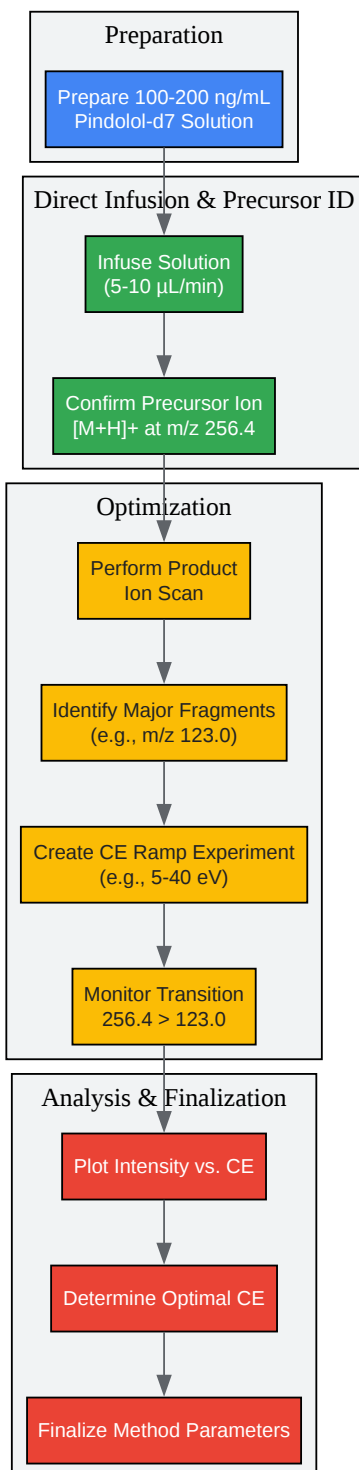 Preparation
Prepare 100-200 ng/mL
Pindolol-d7 Solution
Direct Infusion & Precursor ID
Infuse Solution
(5-10 µL/min)
Confirm Precursor Ion
[M+H]+ at m/z 256.4
Optimization
Perform Product
Ion Scan
Identify Major Fragments
(e.g., m/z 123.0)
Create CE Ramp Experiment
(e.g., 5-40 eV)
Monitor Transition
256.4 > 123.0
Analysis & Finalization
Plot Intensity vs. CE
Determine Optimal CE
Finalize Method Parameters